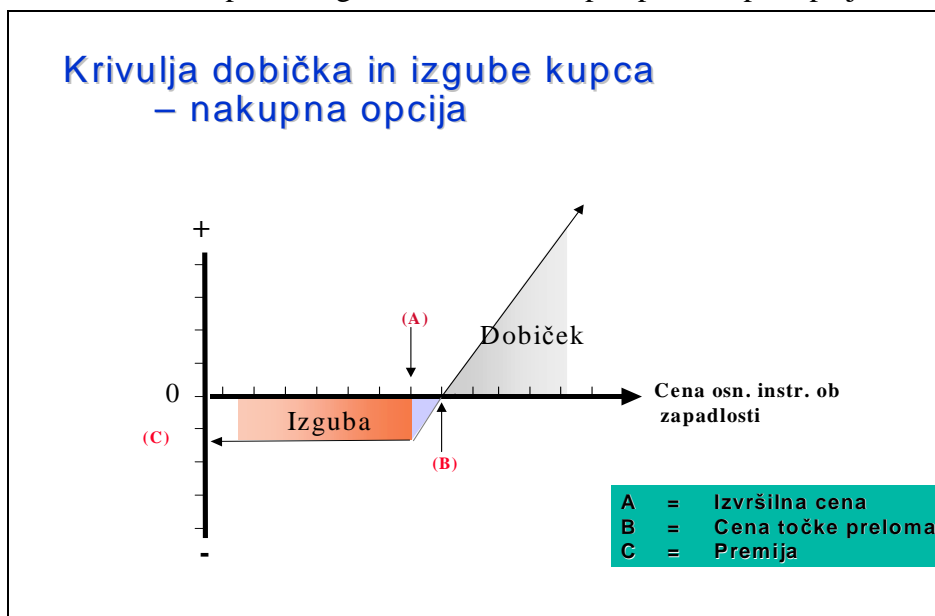 Krivulja dobička in izgube kupca
– nakupna opcija
+
(A)
Dobiček
0
Cena osn. instr. ob
zapadlosti
Izguba
(C)
(B)
A = Izvršilna cena
B = Cena točke preloma
C = Premija
-